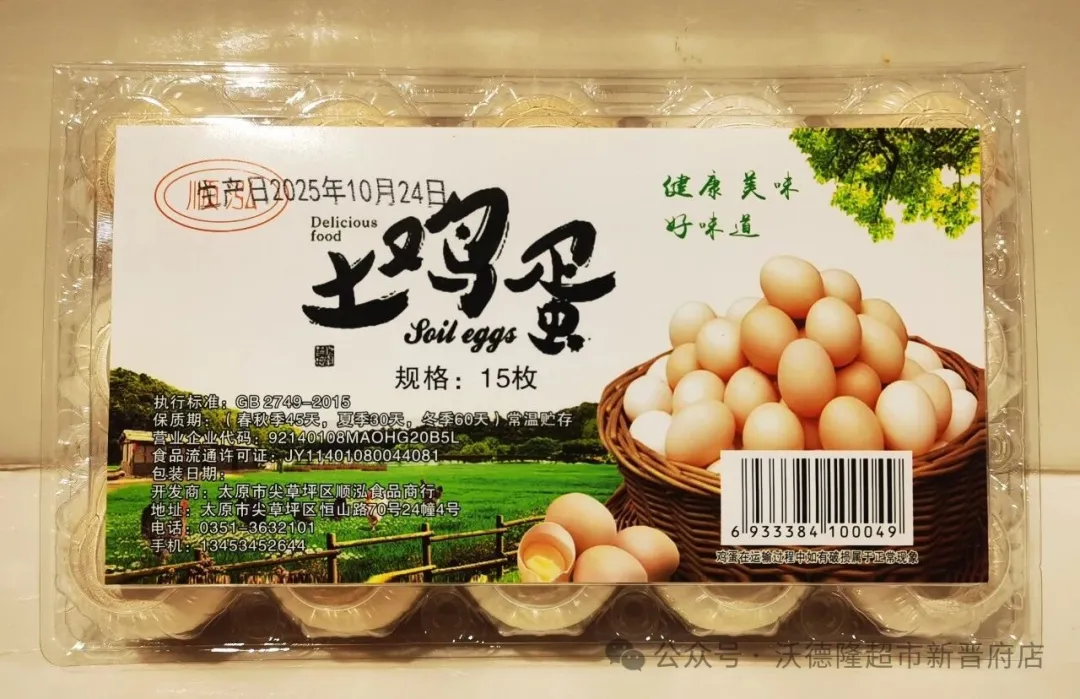 生产日2025年10月24日
Delicious
food
土鸡蛋
Soil eggs
健康美味
好味道
规格：15枚
执行标准：GB 2749-2015
保质期：（春秋季45天，夏季30天，冬季60天）常温贮存
营业企业代码：92140108MAOHG20B5L
食品流通许可证：JY11401080044081
包装日期：
开发商：太原市尖草坪区顺泓食品商行
地址：太原市尖草坪区恒山路70号24幢4号
电话：0351-3632101
手机：13453452644
6 933384 100049
鸡蛋在运输过程中如有破损属于正常现象
公众号·沃德隆超市新晋府店